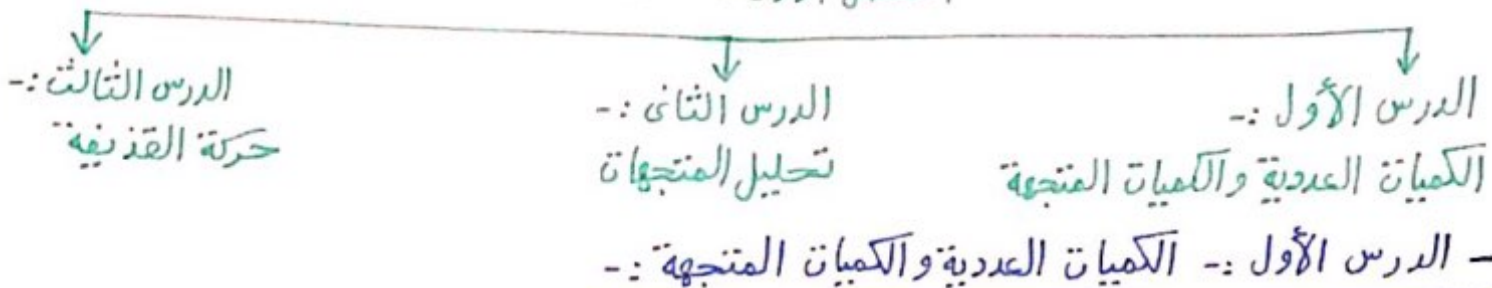 الدرس الأول :-
الكميات العددية والكميات المتجهة
الدرس الثاني :-
تحليل المتجهات
الدرس الثالث :-
حركة القذيفة
- الدرس الأول :- الكميات العددية والكميات المتجهة :-